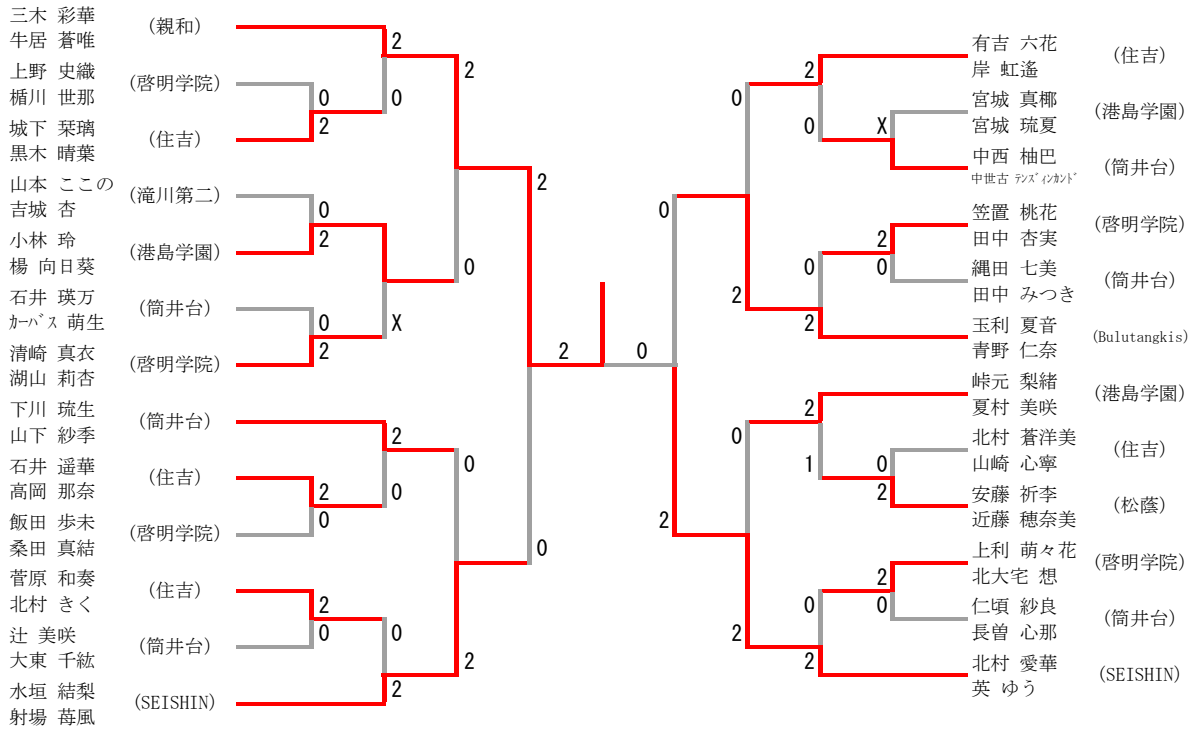 三木 彩華
牛居 蒼唯
(親和)
上野 史織
楯川 世那
(啓明学院)
城下 栞璃
黒木 晴葉
(住吉)
山本 ここの
吉城 杏
(滝川第二)
小林 玲
楊 向日葵
(港島学園)
石井 瑛万
ｶｰﾊﾞｽ 萌生
(筒井台)
清崎 真衣
湖山 莉杏
(啓明学院)
下川 琉生
山下 紗季
(筒井台)
石井 遥華
高岡 那奈
(住吉)
飯田 歩未
桑田 真結
(啓明学院)
菅原 和奏
北村 きく
(住吉)
辻 美咲
大東 千紘
(筒井台)
水垣 結梨
射場 苺風
(SEISHIN)
2
0
2
0
0
2
2
0
0
2
X
2
2
0
0
2
0
0
2
0
0
2
2
2
0
0
2
0
2
0
X
0
2
0
0
2
2
0
2
1
0
2
2
2
0
0
2
2
有吉 六花
岸 虹遙
(住吉)
宮城 真椰
宮城 琉夏
(港島学園)
中西 柚巴
中世古 ﾃﾝｽﾞｨﾝｶﾝﾄﾞ
(筒井台)
笠置 桃花
田中 杏実
(啓明学院)
縄田 七美
田中 みつき
(筒井台)
玉利 夏音
青野 仁奈
(Bulutangkis)
峠元 梨緒
夏村 美咲
(港島学園)
北村 蒼洋美
山崎 心寧
(住吉)
安藤 祈李
近藤 穂奈美
(松蔭)
上利 萌々花
北大宅 想
(啓明学院)
仁頃 紗良
長曽 心那
(筒井台)
北村 愛華
英 ゆう
(SEISHIN)